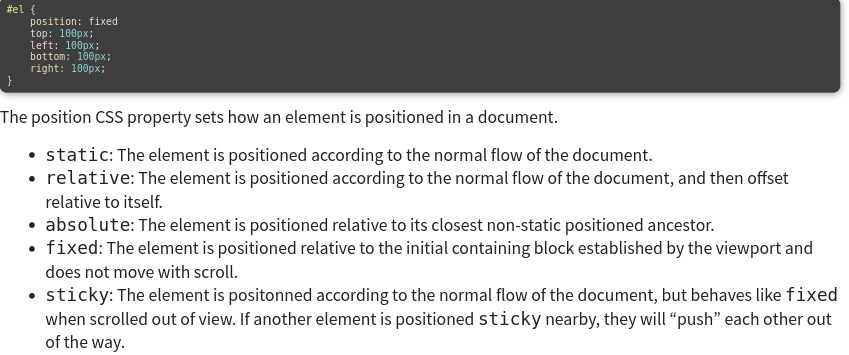 #el {
    position: fixed
    top: 100px;
    left: 100px;
    bottom: 100px;
    right: 100px;
}
The position CSS property sets how an element is positioned in a document.
• static: The element is positioned according to the normal flow of the document.
• relative: The element is positioned according to the normal flow of the document, and then offset
relative to itself.
• absolute: The element is positioned relative to its closest non-static positioned ancestor.
• fixed: The element is positioned relative to the initial containing block established by the viewport and
does not move with scroll.
• sticky: The element is positonned according to the normal flow of the document, but behaves like fixed
when scrolled out of view. If another element is positioned sticky nearby, they will “push” each other out
of the way.